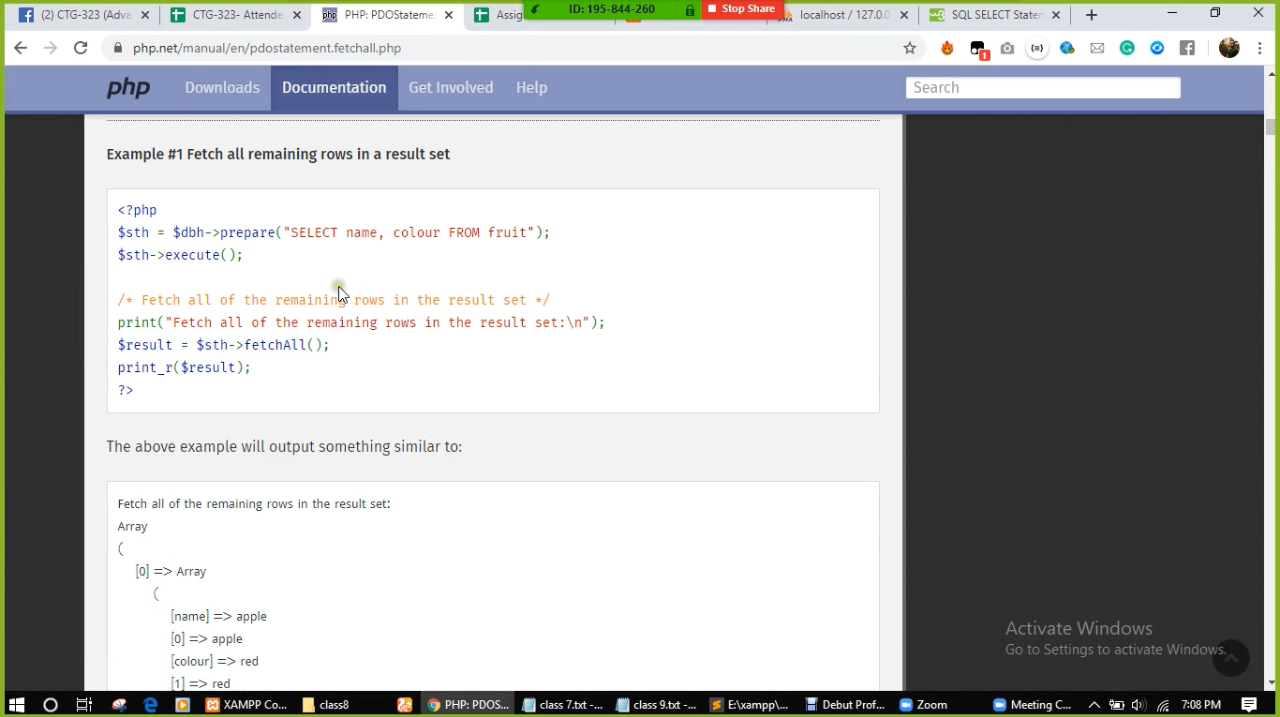 (2) CTG-323 (Adva
CTG-323- Attende
PHP: PDOStateme
Assig
ID: 195-844-260
Stop Share
localhost / 127.0.0
SQL SELECT Stater
php.net/manual/en/pdostatement.fetchall.php
1
php
Downloads
Documentation
Get Involved
Help
Search
Example #1 Fetch all remaining rows in a result set
<?php
$sth = $dbh->prepare("SELECT name, colour FROM fruit");
$sth->execute();
/* Fetch all of the remaining rows in the result set */
print("Fetch all of the remaining rows in the result set:\n");
$result = $sth->fetchAll();
print_r($result);
?>
The above example will output something similar to:
Fetch all of the remaining rows in the result set:
Array
(
[0] => Array
(
[name] => apple
[0] => apple
[colour] => red
[1] => red
Activate Windows
Go to Settings to activate Windows.
XAMPP Co...
class8
PHP: PDOS...
class 7.txt -...
class 9.txt -...
E:\xampp\...
Debut Prof...
Zoom
Meeting C...
7:08 PM